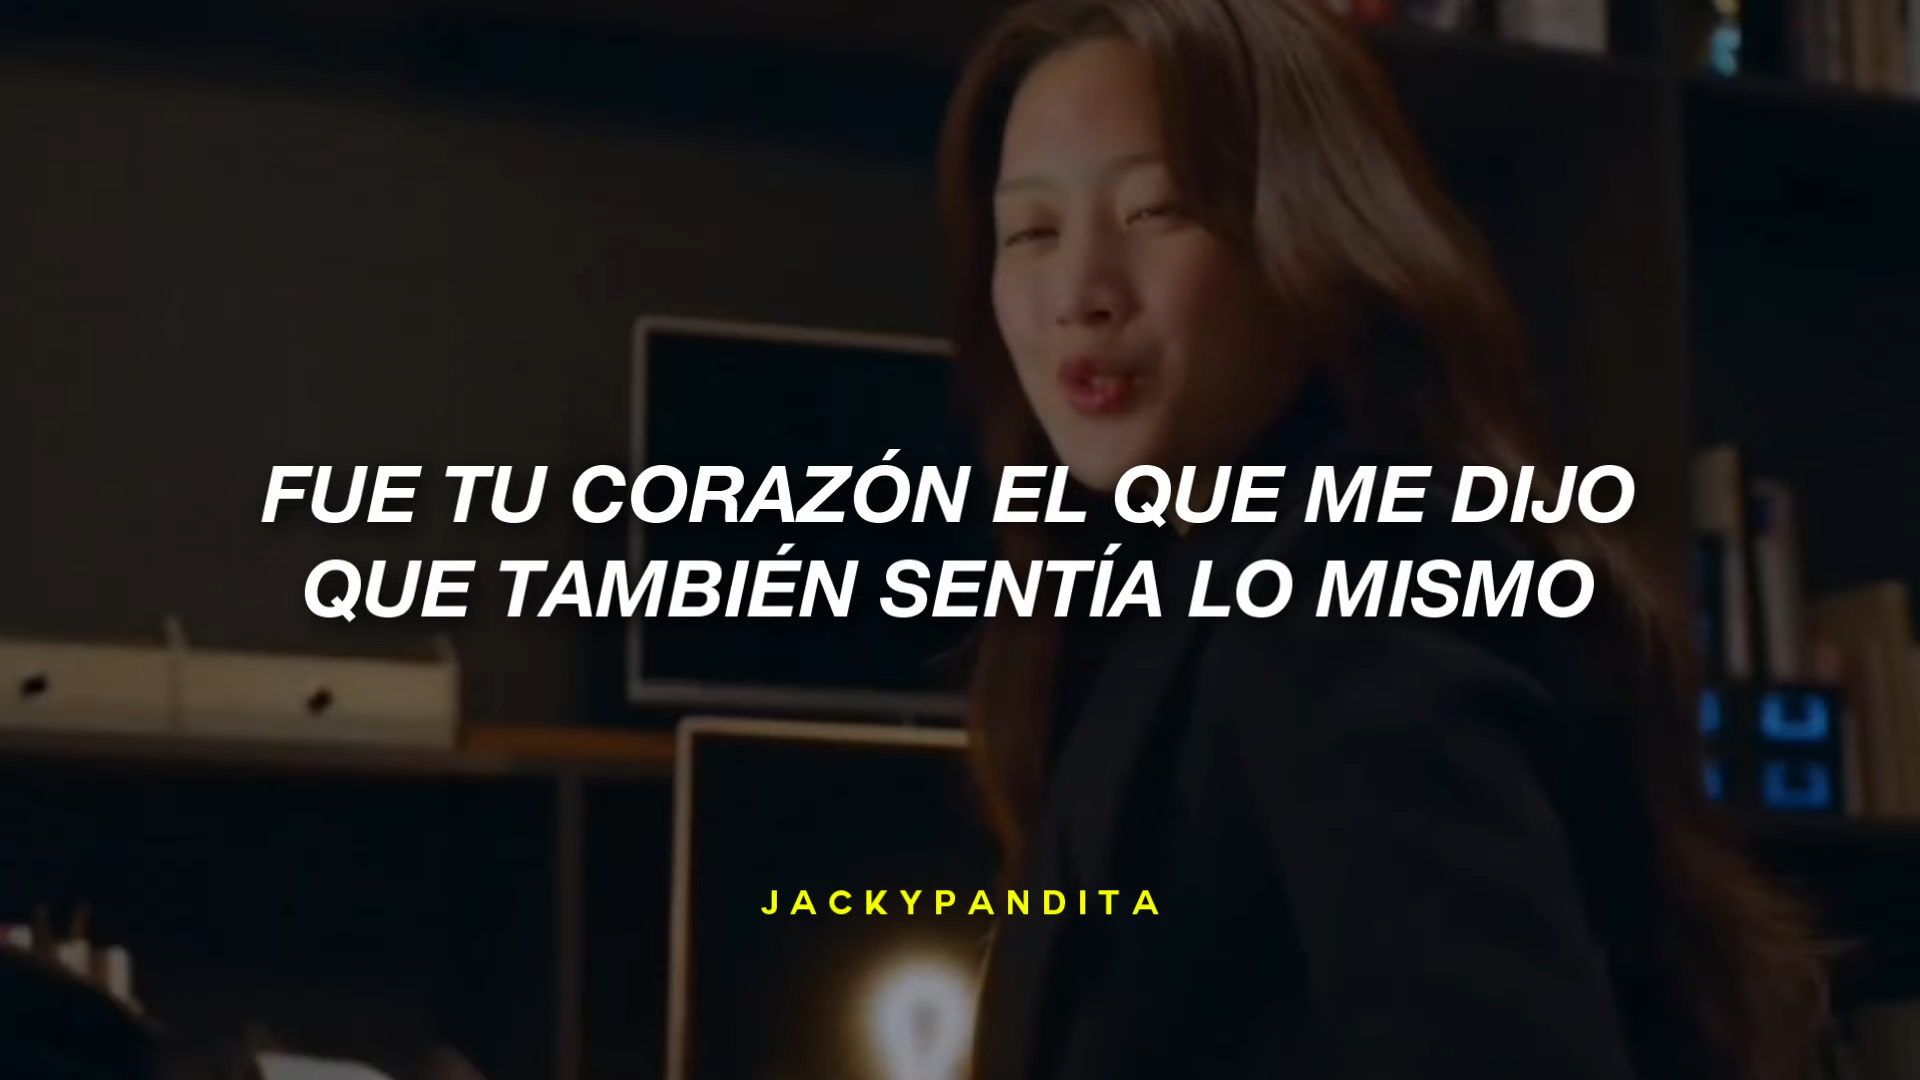 FUE TU CORAZÓN EL QUE ME DIJO
QUE TAMBIÉN SENTÍA LO MISMO
JACKYPANDITA